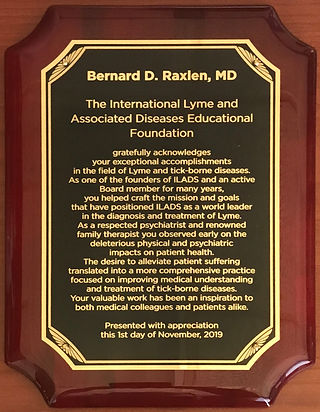 Bernard D. Raxlen, MD
The International Lyme and
Associated Diseases Educational
Foundation
gratefully acknowledges
your exceptional accomplishments
in the field of Lyme and tick-borne diseases.
As one of the founders of ILADS and an active
Board member for many years,
you helped craft the mission and goals
that have positioned ILADS as a world leader
in the diagnosis and treatment of Lyme.
As a respected psychiatrist and renowned
family therapist you observed early on the
deleterious physical and psychiatric
impacts on patient health.
The desire to alleviate patient suffering
translated into a more comprehensive practice
focused on improving medical understanding
and treatment of tick-borne diseases.
Your valuable work has been an inspiration to
both medical colleagues and patients alike.
Presented with appreciation
this 1st day of November, 2019